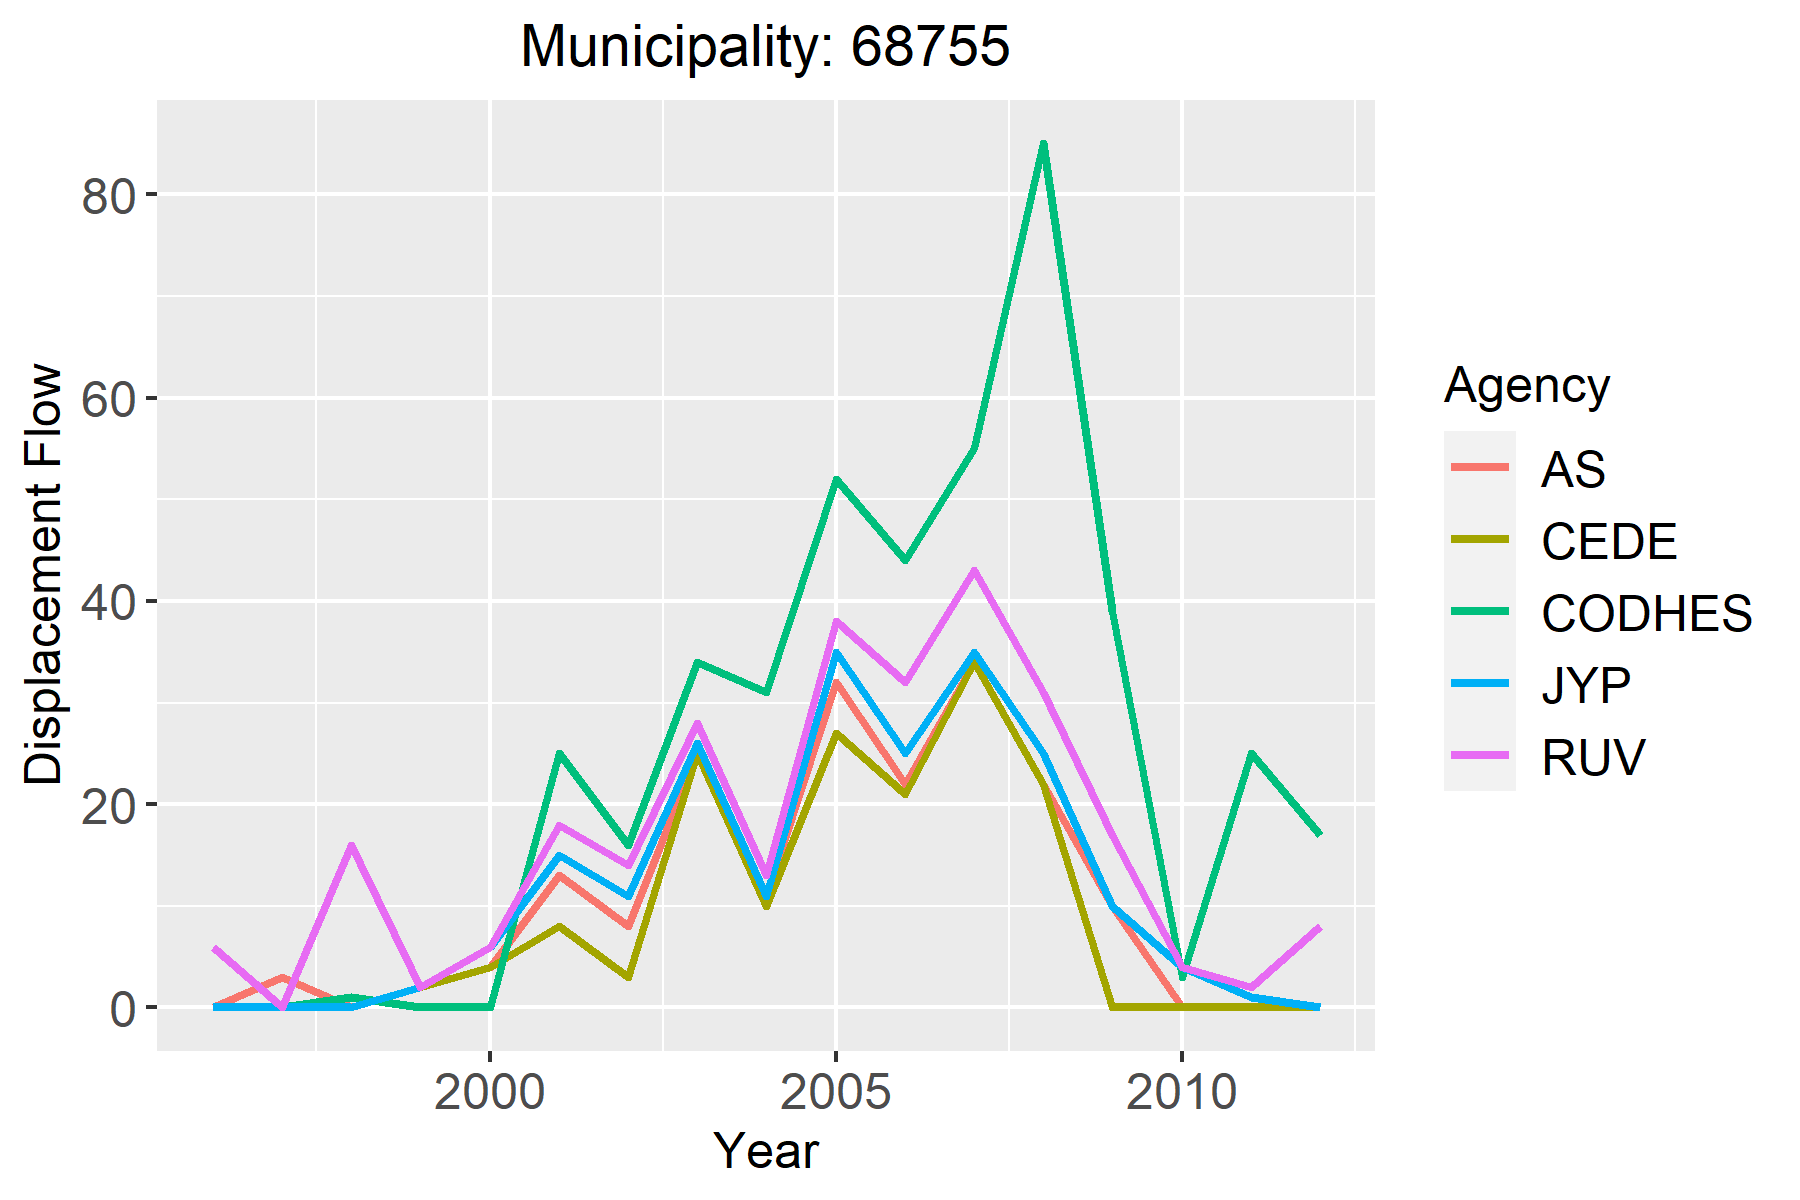 Municipality: 68755
Displacement Flow
80
60
40
20
0
2000 2005 2010
Year
Agency
AS
CEDE
CODHES
JYP
RUV